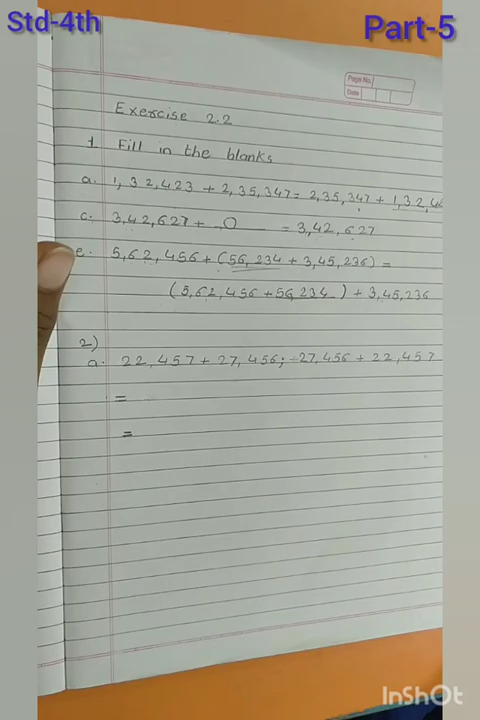 Std-4th
Part-5
Page No.
Date
Exercise 2.2
1 Fill in the blanks
a. 1,32,423 + 2,35,347 = 2,35,347 + 1,32,4
c. 3,42,627 + 0 = 3,42,627
e. 5,62,456 + (56,234 + 3,45,236) =
(5,62,456 + 56,234) + 3,45,236
2)
a. 22,457 + 27,456; 27,456 + 22,457
=
=
InShOt